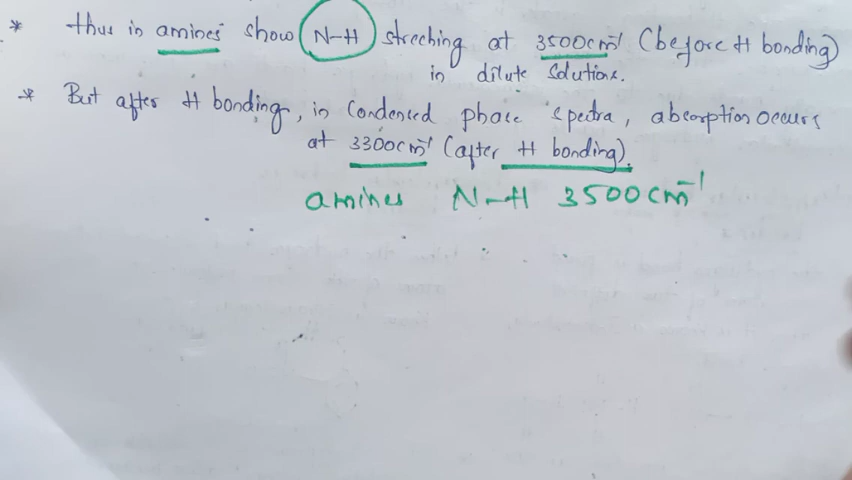 * thus in amines show N-H streching at 3500cm⁻¹ (before H bonding)
in dilute solutions.
* But after H bonding, in Condensed phase spectra, absorption occurs
at 3300cm⁻¹ (after H bonding).
amines N-H 3500cm⁻¹